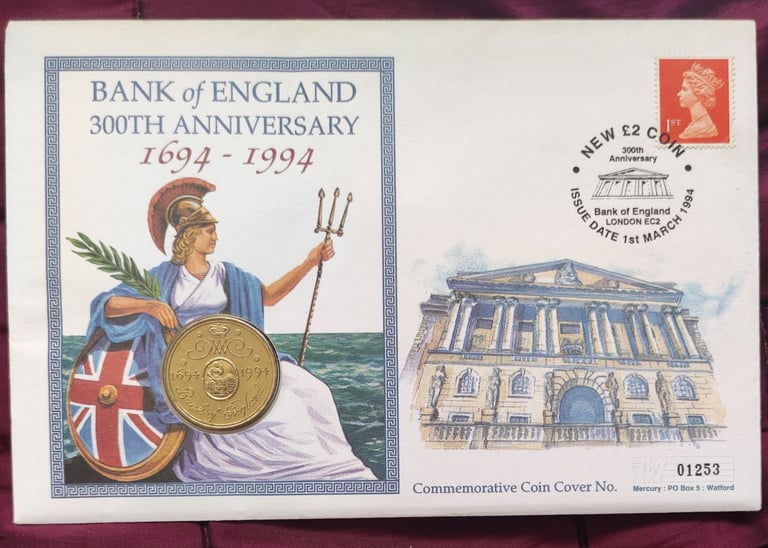 BANK of ENGLAND
300TH ANNIVERSARY
1694 - 1994
1694 1994
Bank of England
1ST
NEW £2 COIN
300th
Anniversary
Bank of England
LONDON EC2
ISSUE DATE 1st MARCH 1994
Commemorative Coin Cover No.
01253
Mercury : PO Box 5 : Watford